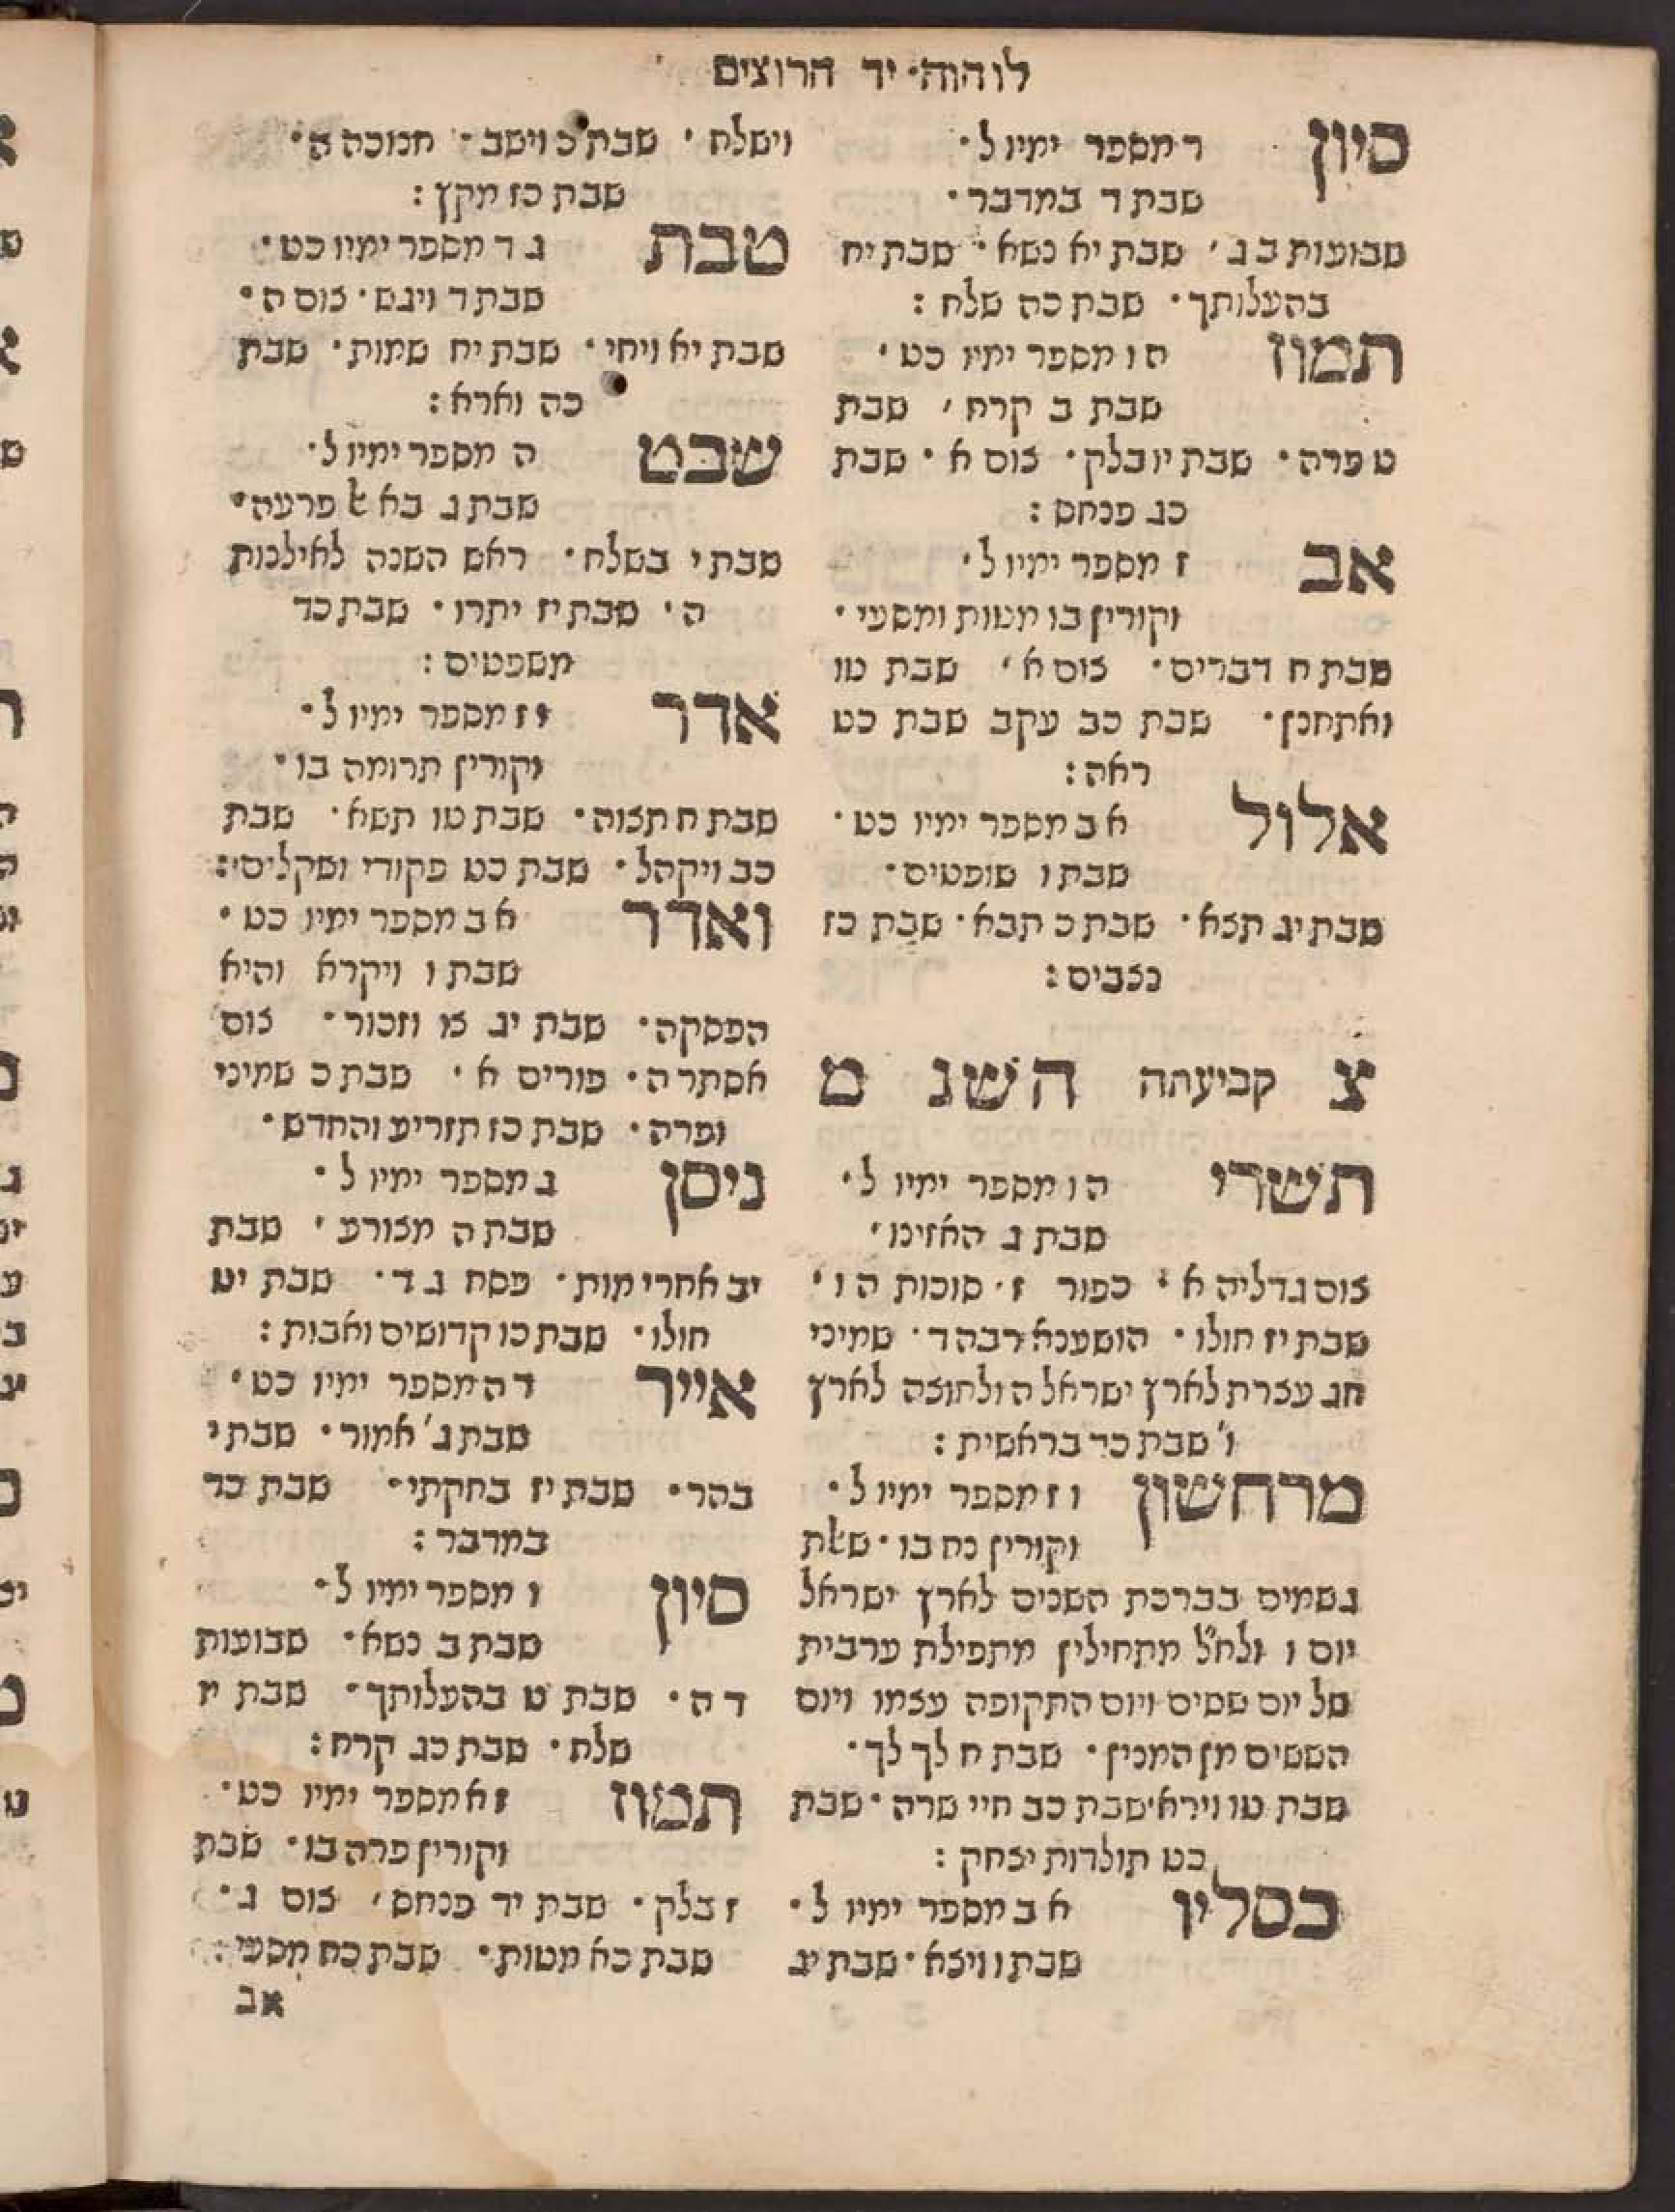 לוהוה· יד הרוצים
סיון ר מספר ימיו ל·
שבת ד במדבר·
שבועות ב ג׳ שבת יא נשא· שבת יח
בהעלותך· שבת כה שלח:
תמוז ה ו מספר ימיו כט·
שבת ב קרח׳ שבת
ט פרה· שבת יו בלק· צום א· שבת
כג פנחס:
אב ז מספר ימיו ל·
וקורין בו מטות ומסעי·
שבת ח דברים· צום א׳ שבת טו
ואתחנן· שבת כב עקב שבת כט
ראה:
אלול א ב מספר ימיו כט·
שבת ו שופטים·
שבת יג תצא· שבת כ תבא· שבת כז
נצבים:
צ קביעתה השנ מ
תשרי ה ו מספר ימיו ל·
שבת ג האזינו׳
צום גדליה א· כפור ז· סוכות ה ו·
שבת יז חולו· הושענא רבה ד· שמיני
חג עצרת לארץ ישראל ה ולחוצה לארץ
ו׳ שבת כד בראשית:
מרחשון ו ז מספר ימיו ל·
וקורין נח בו· שאלת
גשמים בברכת השנים לארץ ישראל
יום ו ולח״ל מתחילין מתפילת ערבית
של יום ששים ויום התקופה עצמו ויום
הששים מן המנין· שבת ח לך לך·
שבת טו וירא· שבת כב חיי שרה· שבת
כט תולדות יצחק:
כסליו א ב מספר ימיו ל·
שבת ו ויצא· שבת יג
וישלח· שבת כ וישב· חנוכה ה·
שבת כז מקץ:
טבת ג ד מספר ימיו כט·
שבת ד ויגש· צום ה·
שבת יא ויחי· שבת יח שמות· שבת
כה וארא:
שבט ה מספר ימיו ל·
שבת ג בא אל פרעה·
שבת י בשלח· ראש השנה לאילנות
ה· שבת יז יתרו· שבת כד
משפטים:
אדר ו ז מספר ימיו ל·
וקורין תרומה בו·
שבת ח תצוה· שבת טו תשא· שבת
כב ויקהל· שבת כט פקודי ושקלים:
ואדר א ב מספר ימיו כט·
שבת ו ויקרא והיא
הפסקה· שבת יג צו וזכור· צום
אסתר ה· פורים א· שבת כ שמיני
ופרה· שבת כז תזריע והחדש·
ניסן ג מספר ימיו ל·
שבת ה מצורע׳ שבת
יב אחרי מות· פסח ג ד· שבת יט
חולו· שבת כו קדושים ואבות:
אייר ד ה מספר ימיו כט·
שבת ג׳ אמור· שבת י
בהר· שבת יז בחקתי· שבת כד
במדבר:
סיון ו מספר ימיו ל·
שבת ב נשא· שבועות
ד ה· שבת ט בהעלותך· שבת יו
שלח· שבת כג קרח:
תמוז ז א מספר ימיו כט·
וקורין פרה בו· שבת
ז בלק· שבת יד פנחס׳ צום ג·
שבת כא מטות· שבת כח מסעי:
אב